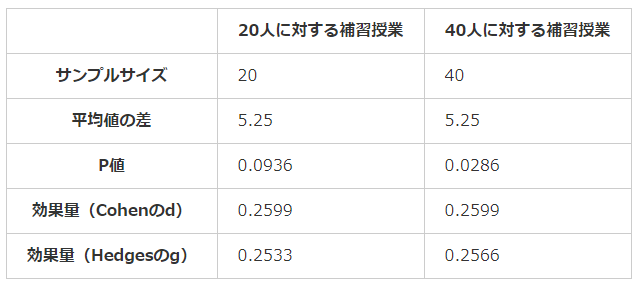 20人に対する補習授業 40人に対する補習授業
サンプルサイズ 20 40
平均値の差 5.25 5.25
P値 0.0936 0.0286
効果量（Cohenのd） 0.2599 0.2599
効果量（Hedgesのg） 0.2533 0.2566